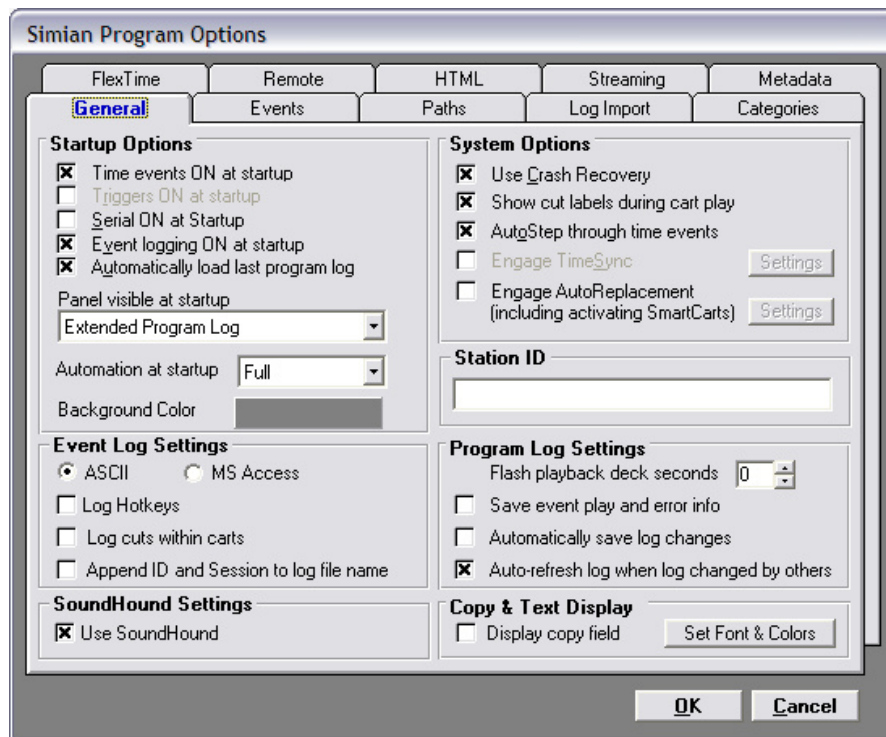 Simian Program Options
FlexTime
Remote
HTML
Streaming
Metadata
General
Events
Paths
Log Import
Categories
Startup Options
Time events ON at startup
Triggers ON at startup
Serial ON at Startup
Event logging ON at startup
Automatically load last program log
Panel visible at startup
Extended Program Log
Automation at startup
Full
Background Color
System Options
Use Crash Recovery
Show cut labels during cart play
AutoStep through time events
Engage TimeSync
Settings
Engage AutoReplacement
(including activating SmartCarts)
Settings
Station ID
Event Log Settings
ASCII
MS Access
Log Hotkeys
Log cuts within carts
Append ID and Session to log file name
Program Log Settings
Flash playback deck seconds
0
Save event play and error info
Automatically save log changes
Auto-refresh log when log changed by others
SoundHound Settings
Use SoundHound
Copy & Text Display
Display copy field
Set Font & Colors
OK
Cancel